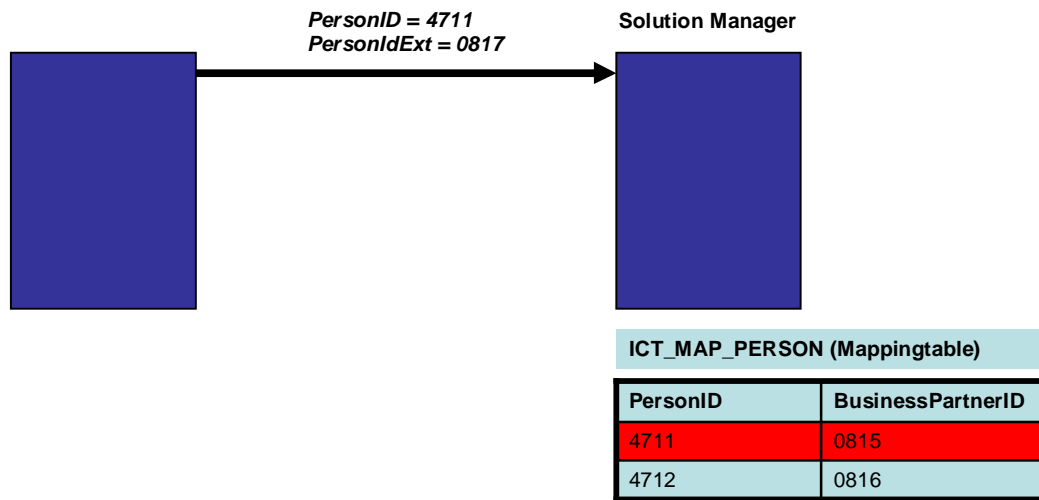 PersonID = 4711
PersonIdExt = 0817
Solution Manager
ICT_MAP_PERSON (Mappingtable)
PersonID BusinessPartnerID
4711 0815
4712 0816